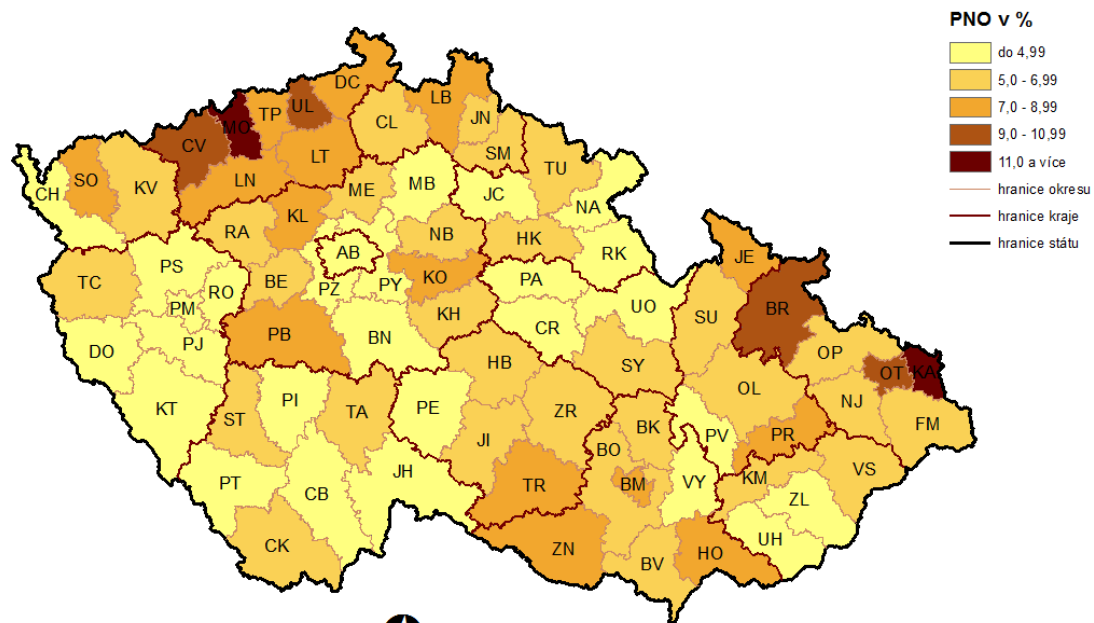 PNO v %
do 4,99
5,0 - 6,99
7,0 - 8,99
9,0 - 10,99
11,0 a více
hranice okresu
hranice kraje
hranice státu
DC
LB
UL
TP
MO
CL
JN
CV
LT
SM
TU
LN
ME
MB
JC
NA
CH
SO
KV
KL
RA
NB
HK
RK
AB
JE
TC
PS
BE
PZ
PY
KO
PA
UO
RO
PM
BR
SU
KH
CR
PB
BN
DO
PJ
OP
HB
SY
OL
OT
KA
KT
PI
TA
PE
ZR
NJ
ST
FM
JI
BK
PV
PR
BO
VS
PT
CB
JH
TR
BM
VY
KM
ZL
CK
ZN
BV
HO
UH